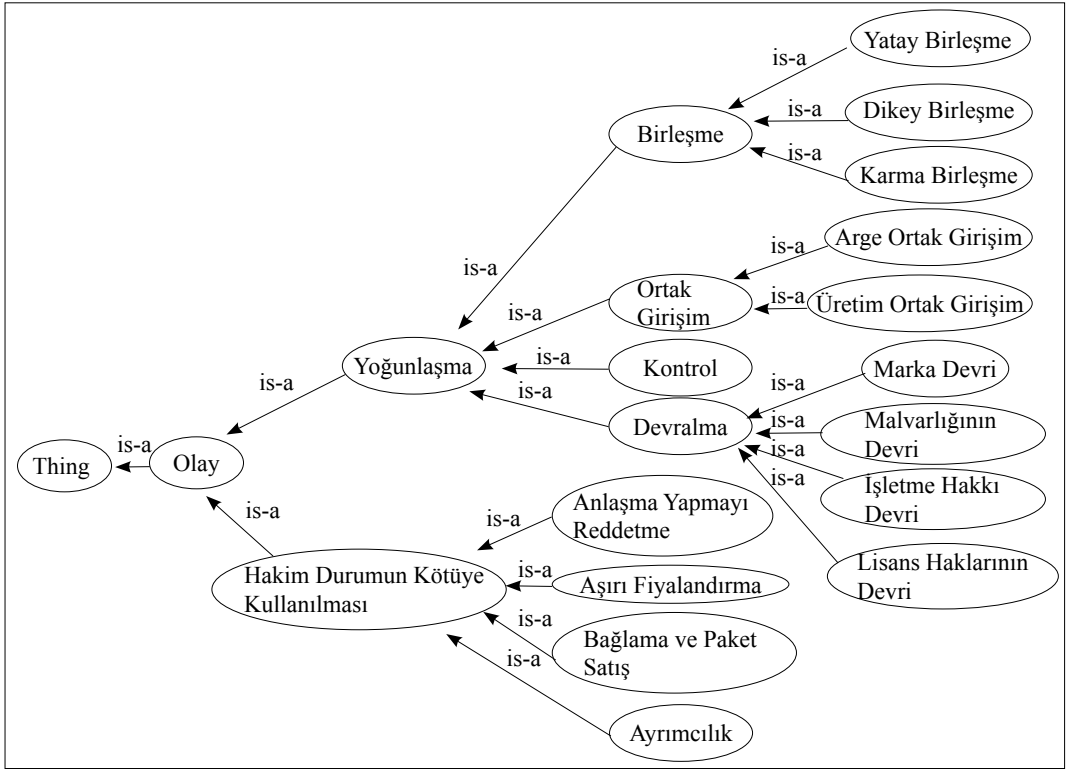 Yatay Birleşme
is-a
is-a
Dikey Birleşme
Birleşme
is-a
Karma Birleşme
Arge Ortak Girişim
is-a
is-a
Ortak
Girişim
is-a
Üretim Ortak Girişim
is-a
Yoğunlaşma
is-a
Kontrol
Marka Devri
is-a
is-a
is-a
Devralma
is-a
Malvarlığının
Devri
is-a
is-a
Thing
Olay
is-a
İşletme Hakkı
Devri
is-a
Anlaşma Yapmayı
Reddetme
is-a
Lisans Haklarının
Devri
Hakim Durumun Kötüye
Kullanılması
is-a
Aşırı Fiyalandırma
is-a
Bağlama ve Paket
Satış
is-a
Ayrımcılık